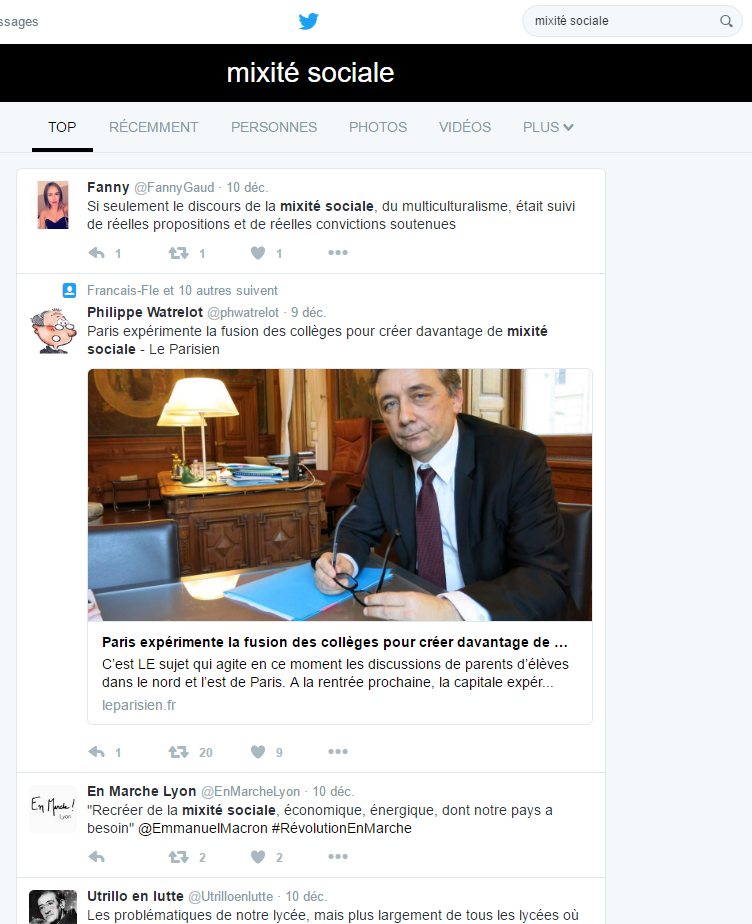 ssages
mixité sociale
mixité sociale
TOP RÉCEMMENT PERSONNES PHOTOS VIDÉOS PLUS
Fanny @FannyGaud · 10 déc.
Si seulement le discours de la mixité sociale, du multiculturalisme, était suivi
de réelles propositions et de réelles convictions soutenues
1 1 1
Francais-Fle et 10 autres suivent
Philippe Watrelot @phwatrelot · 9 déc.
Paris expérimente la fusion des collèges pour créer davantage de mixité
sociale - Le Parisien
Paris expérimente la fusion des collèges pour créer davantage de ...
C’est LE sujet qui agite en ce moment les discussions de parents d’élèves
dans le nord et l’est de Paris. A la rentrée prochaine, la capitale expér...
leparisien.fr
1 20 9
En Marche !
Lyon
En Marche Lyon @EnMarcheLyon · 10 déc.
"Recréer de la mixité sociale, économique, énergique, dont notre pays a
besoin" @EmmanuelMacron #RévolutionEnMarche
2 2
Utrillo en lutte @Utrilloenlutte · 10 déc.
Les problématiques de notre lycée, mais plus largement de tous les lycées où